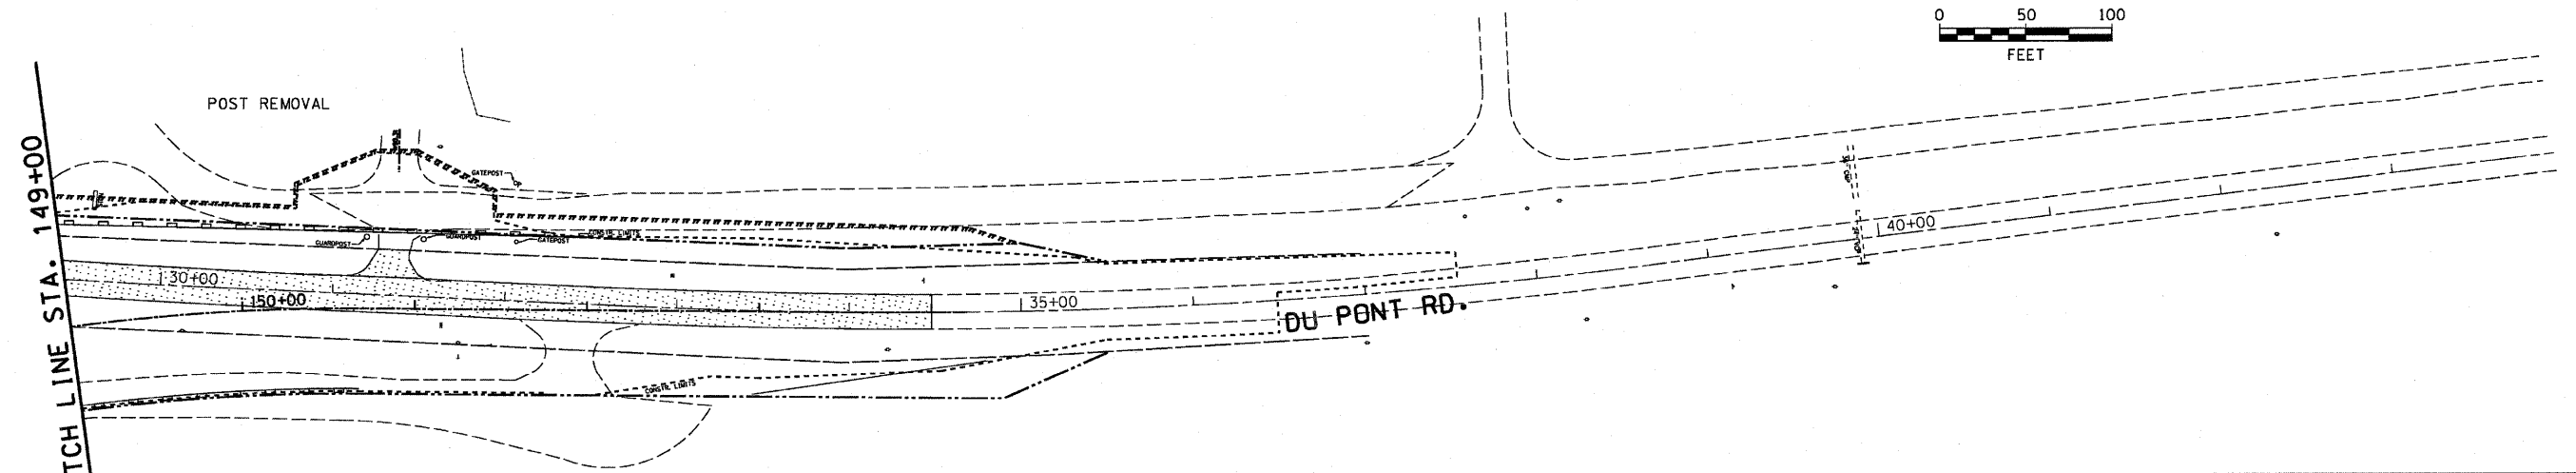 0 50 100
FEET
POST REMOVAL
TCH LINE STA. 149+00
GATEPOST
GUARDPOST
GUARDPOST
GATEPOST
CONSTR. LIMITS
30+00
150+00
35+00
40+00
DU PONT RD.
CONSTR. LIMITS